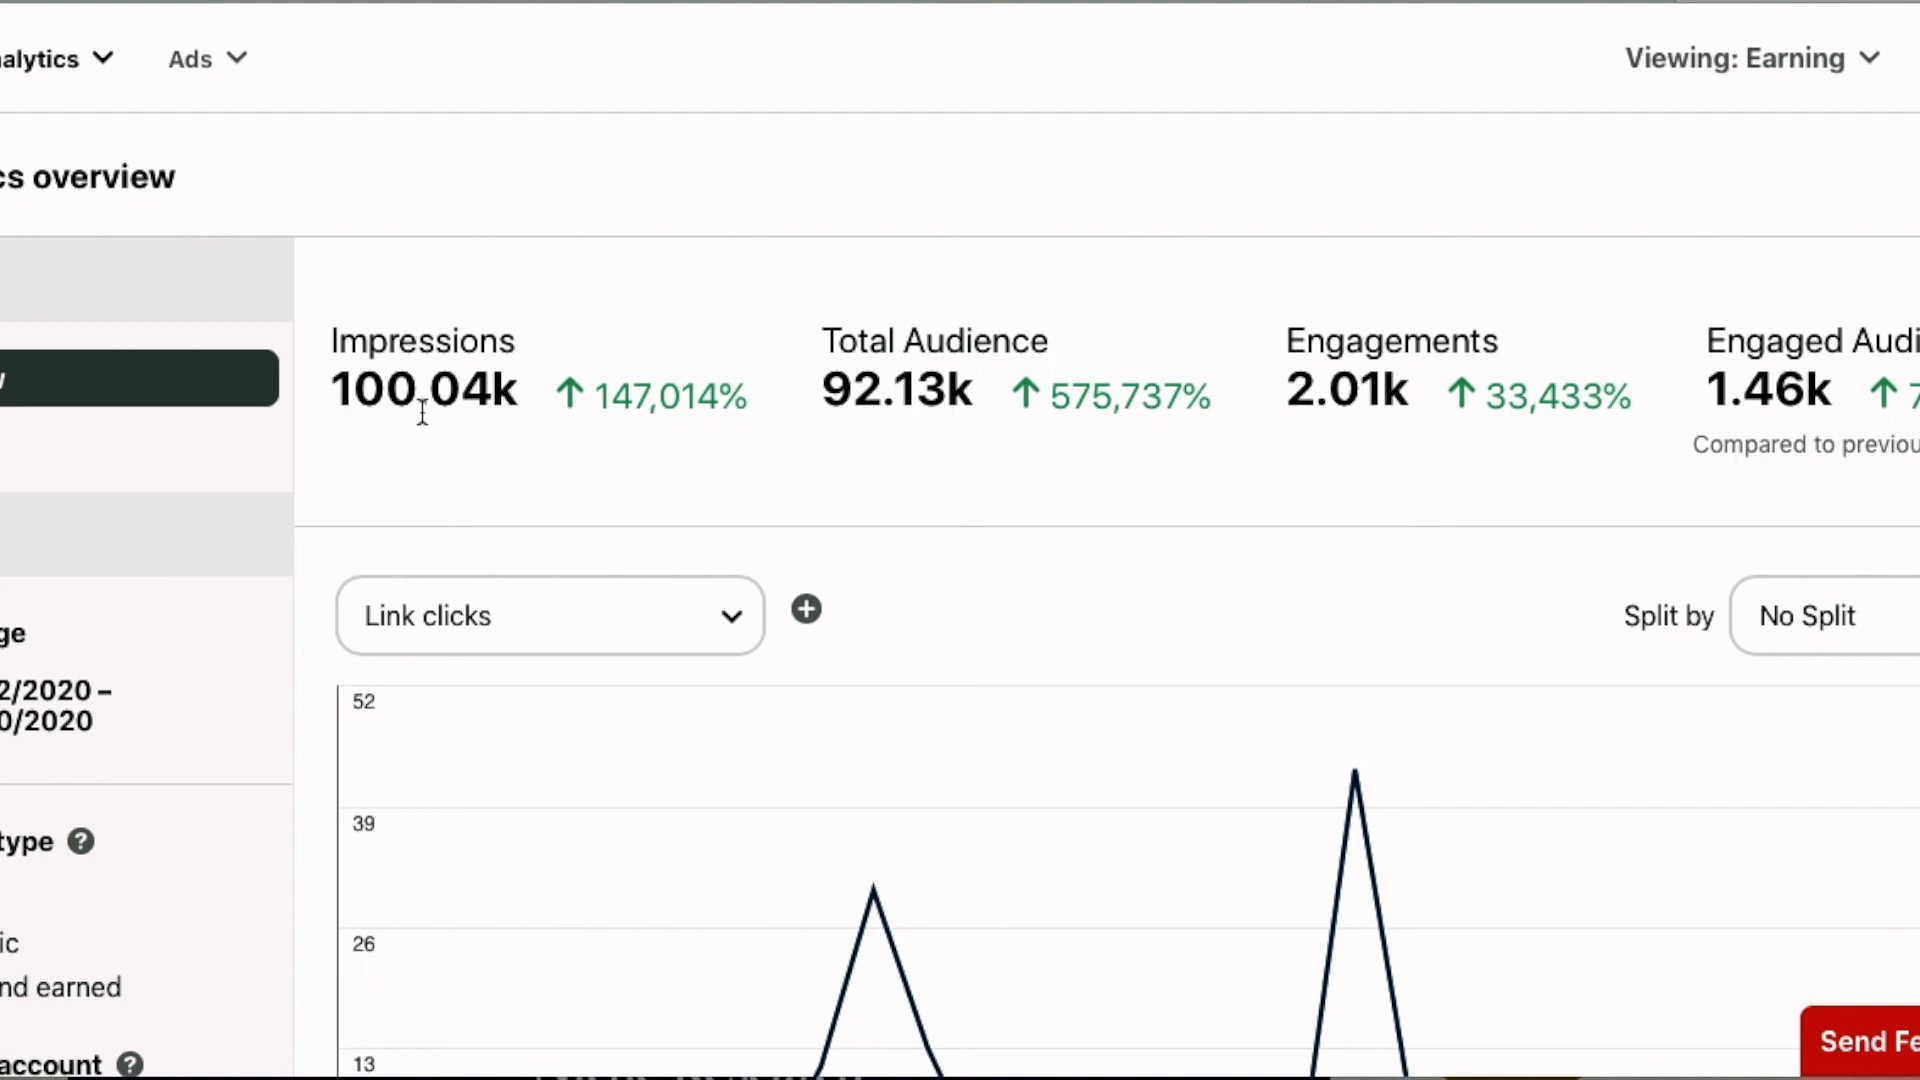 alytics Ads Viewing: Earning
cs overview
Impressions Total Audience Engagements Engaged Audi
100.04k 147,014% 92.13k 575,737% 2.01k 33,433% 1.46k 7
Compared to previou
Link clicks Split by No Split
52
ge
2/2020 –
0/2020
39
type
26
ic
nd earned
Send Fe
13
account